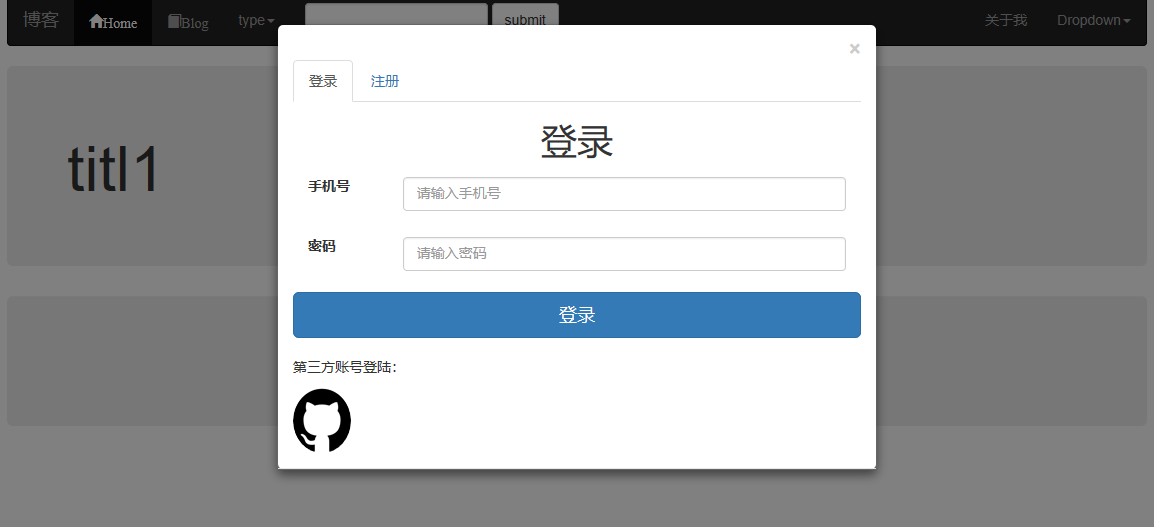 博客 Home Blog type submit 关于我 Dropdown
×
登录 注册
登录
titl1
手机号 请输入手机号
密码 请输入密码
登录
第三方账号登陆：